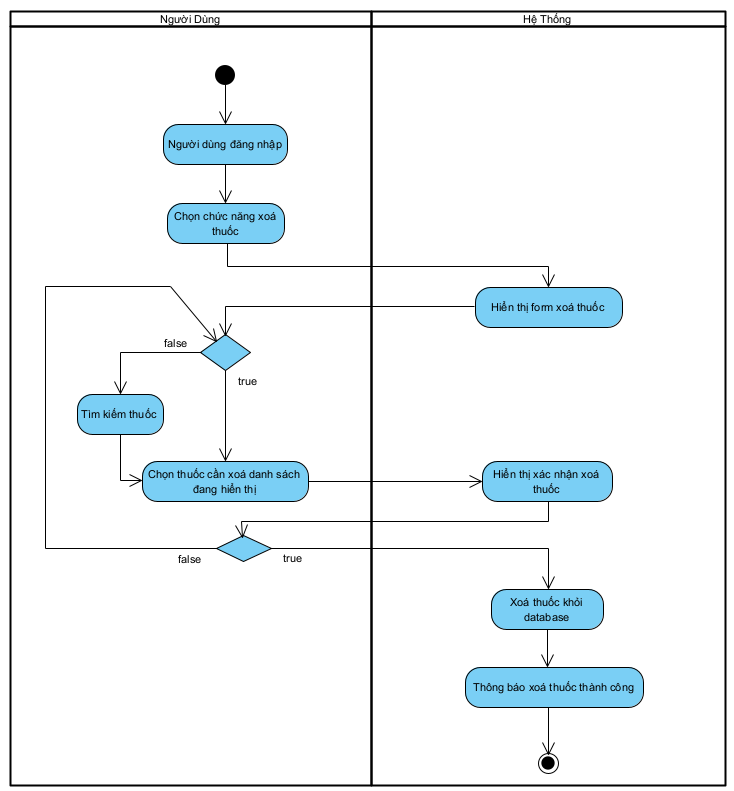 Người Dùng
Hệ Thống
Người dùng đăng nhập
Chọn chức năng xoá
thuốc
Hiển thị form xoá thuốc
false
true
Tìm kiếm thuốc
Chọn thuốc cần xoá danh sách
đang hiển thị
Hiển thị xác nhận xoá
thuốc
false
true
Xoá thuốc khỏi
database
Thông báo xoá thuốc thành công